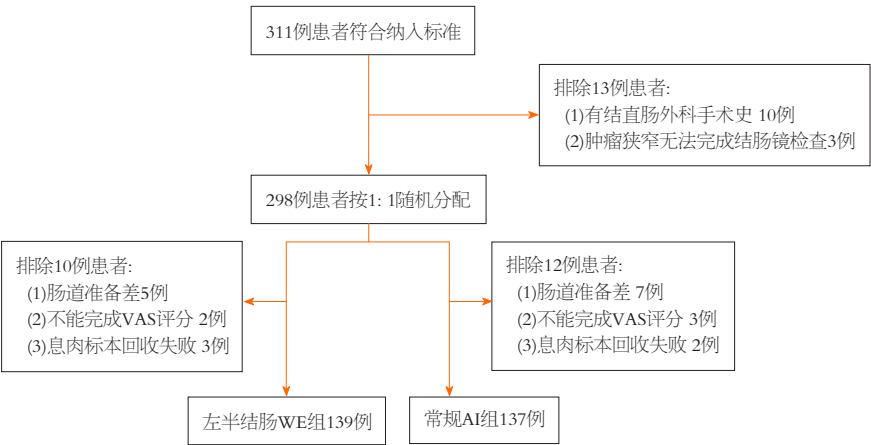 311例患者符合纳入标准
排除13例患者:
(1)有结直肠外科手术史 10例
(2)肿瘤狭窄无法完成结肠镜检查3例
298例患者按1: 1随机分配
排除10例患者:
(1)肠道准备差5例
(2)不能完成VAS评分 2例
(3)息肉标本回收失败 3例
排除12例患者:
(1)肠道准备差 7例
(2)不能完成VAS评分 3例
(3)息肉标本回收失败 2例
左半结肠WE组139例
常规AI组137例